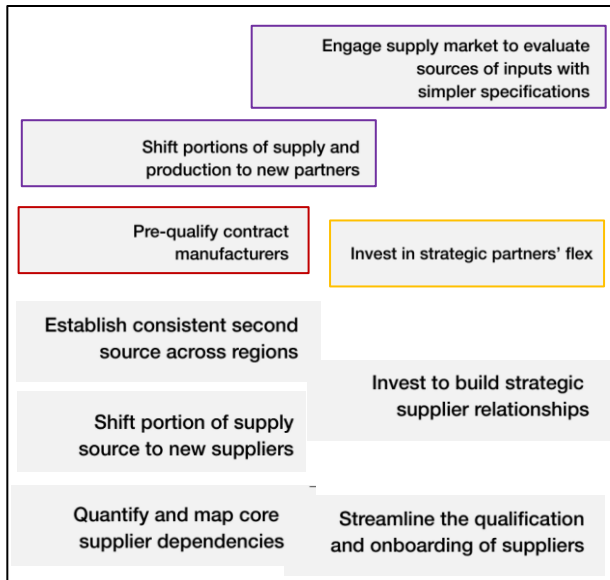 Engage supply market to evaluate
sources of inputs with
simpler specifications
Shift portions of supply and
production to new partners
Pre-qualify contract
manufacturers
Invest in strategic partners’ flex
Establish consistent second
source across regions
Invest to build strategic
supplier relationships
Shift portion of supply
source to new suppliers
Quantify and map core
supplier dependencies
Streamline the qualification
and onboarding of suppliers